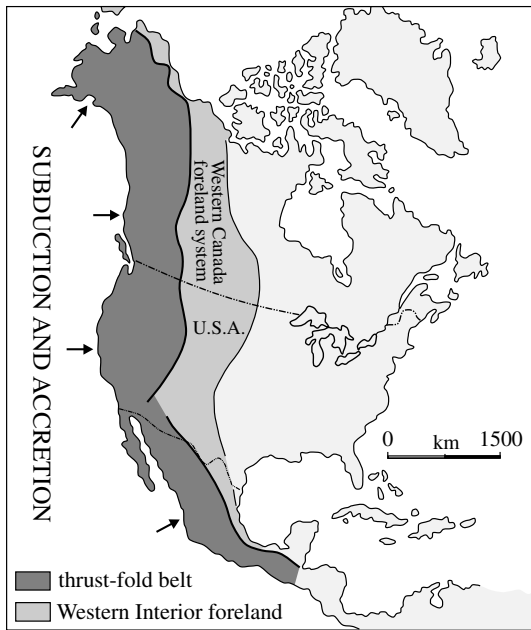 SUBDUCTION AND ACCRETION
Western Canada
foreland system
U.S.A.
0 km 1500
thrust-fold belt
Western Interior foreland